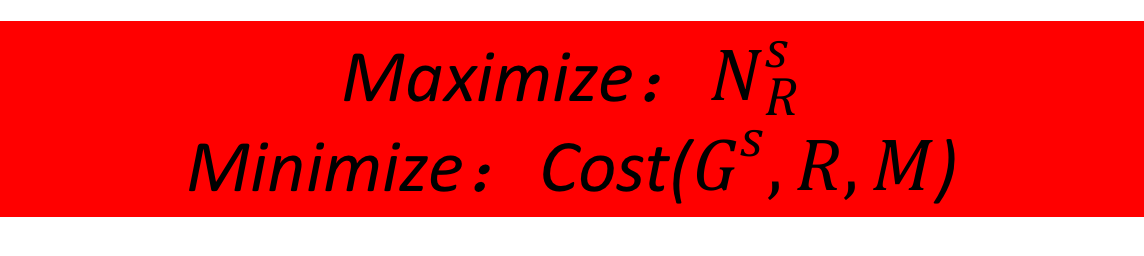 Maximize： $N_R^s$
Minimize： Cost($G^s, R, M$)